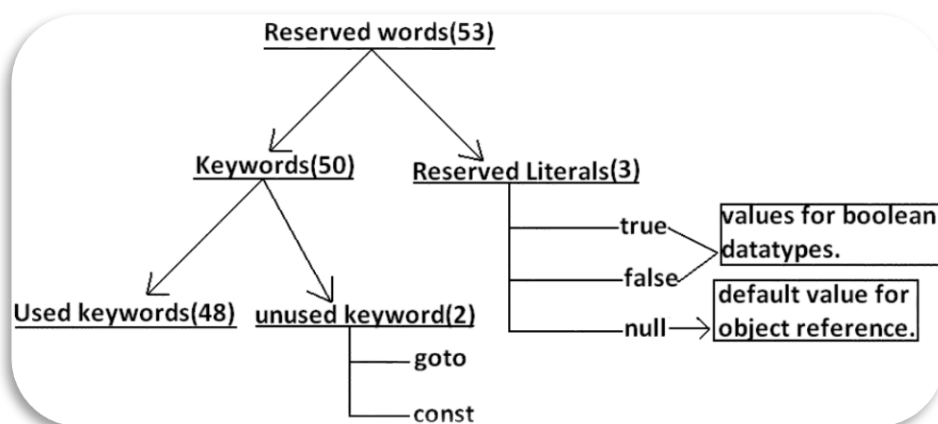 Reserved words(53)
Keywords(50)
Reserved Literals(3)
true
values for boolean
datatypes.
false
Used keywords(48)
unused keyword(2)
default value for
null
object reference.
goto
const